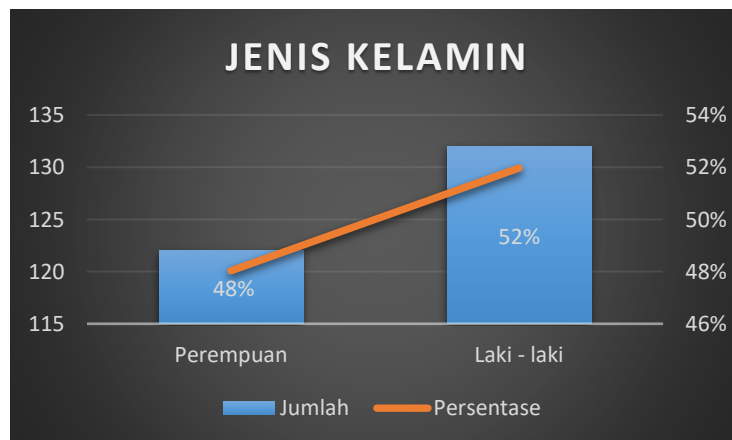 JENIS KELAMIN
135
130
125
120
115
54%
52%
50%
48%
46%
48%
52%
Perempuan
Laki - laki
Jumlah
Persentase